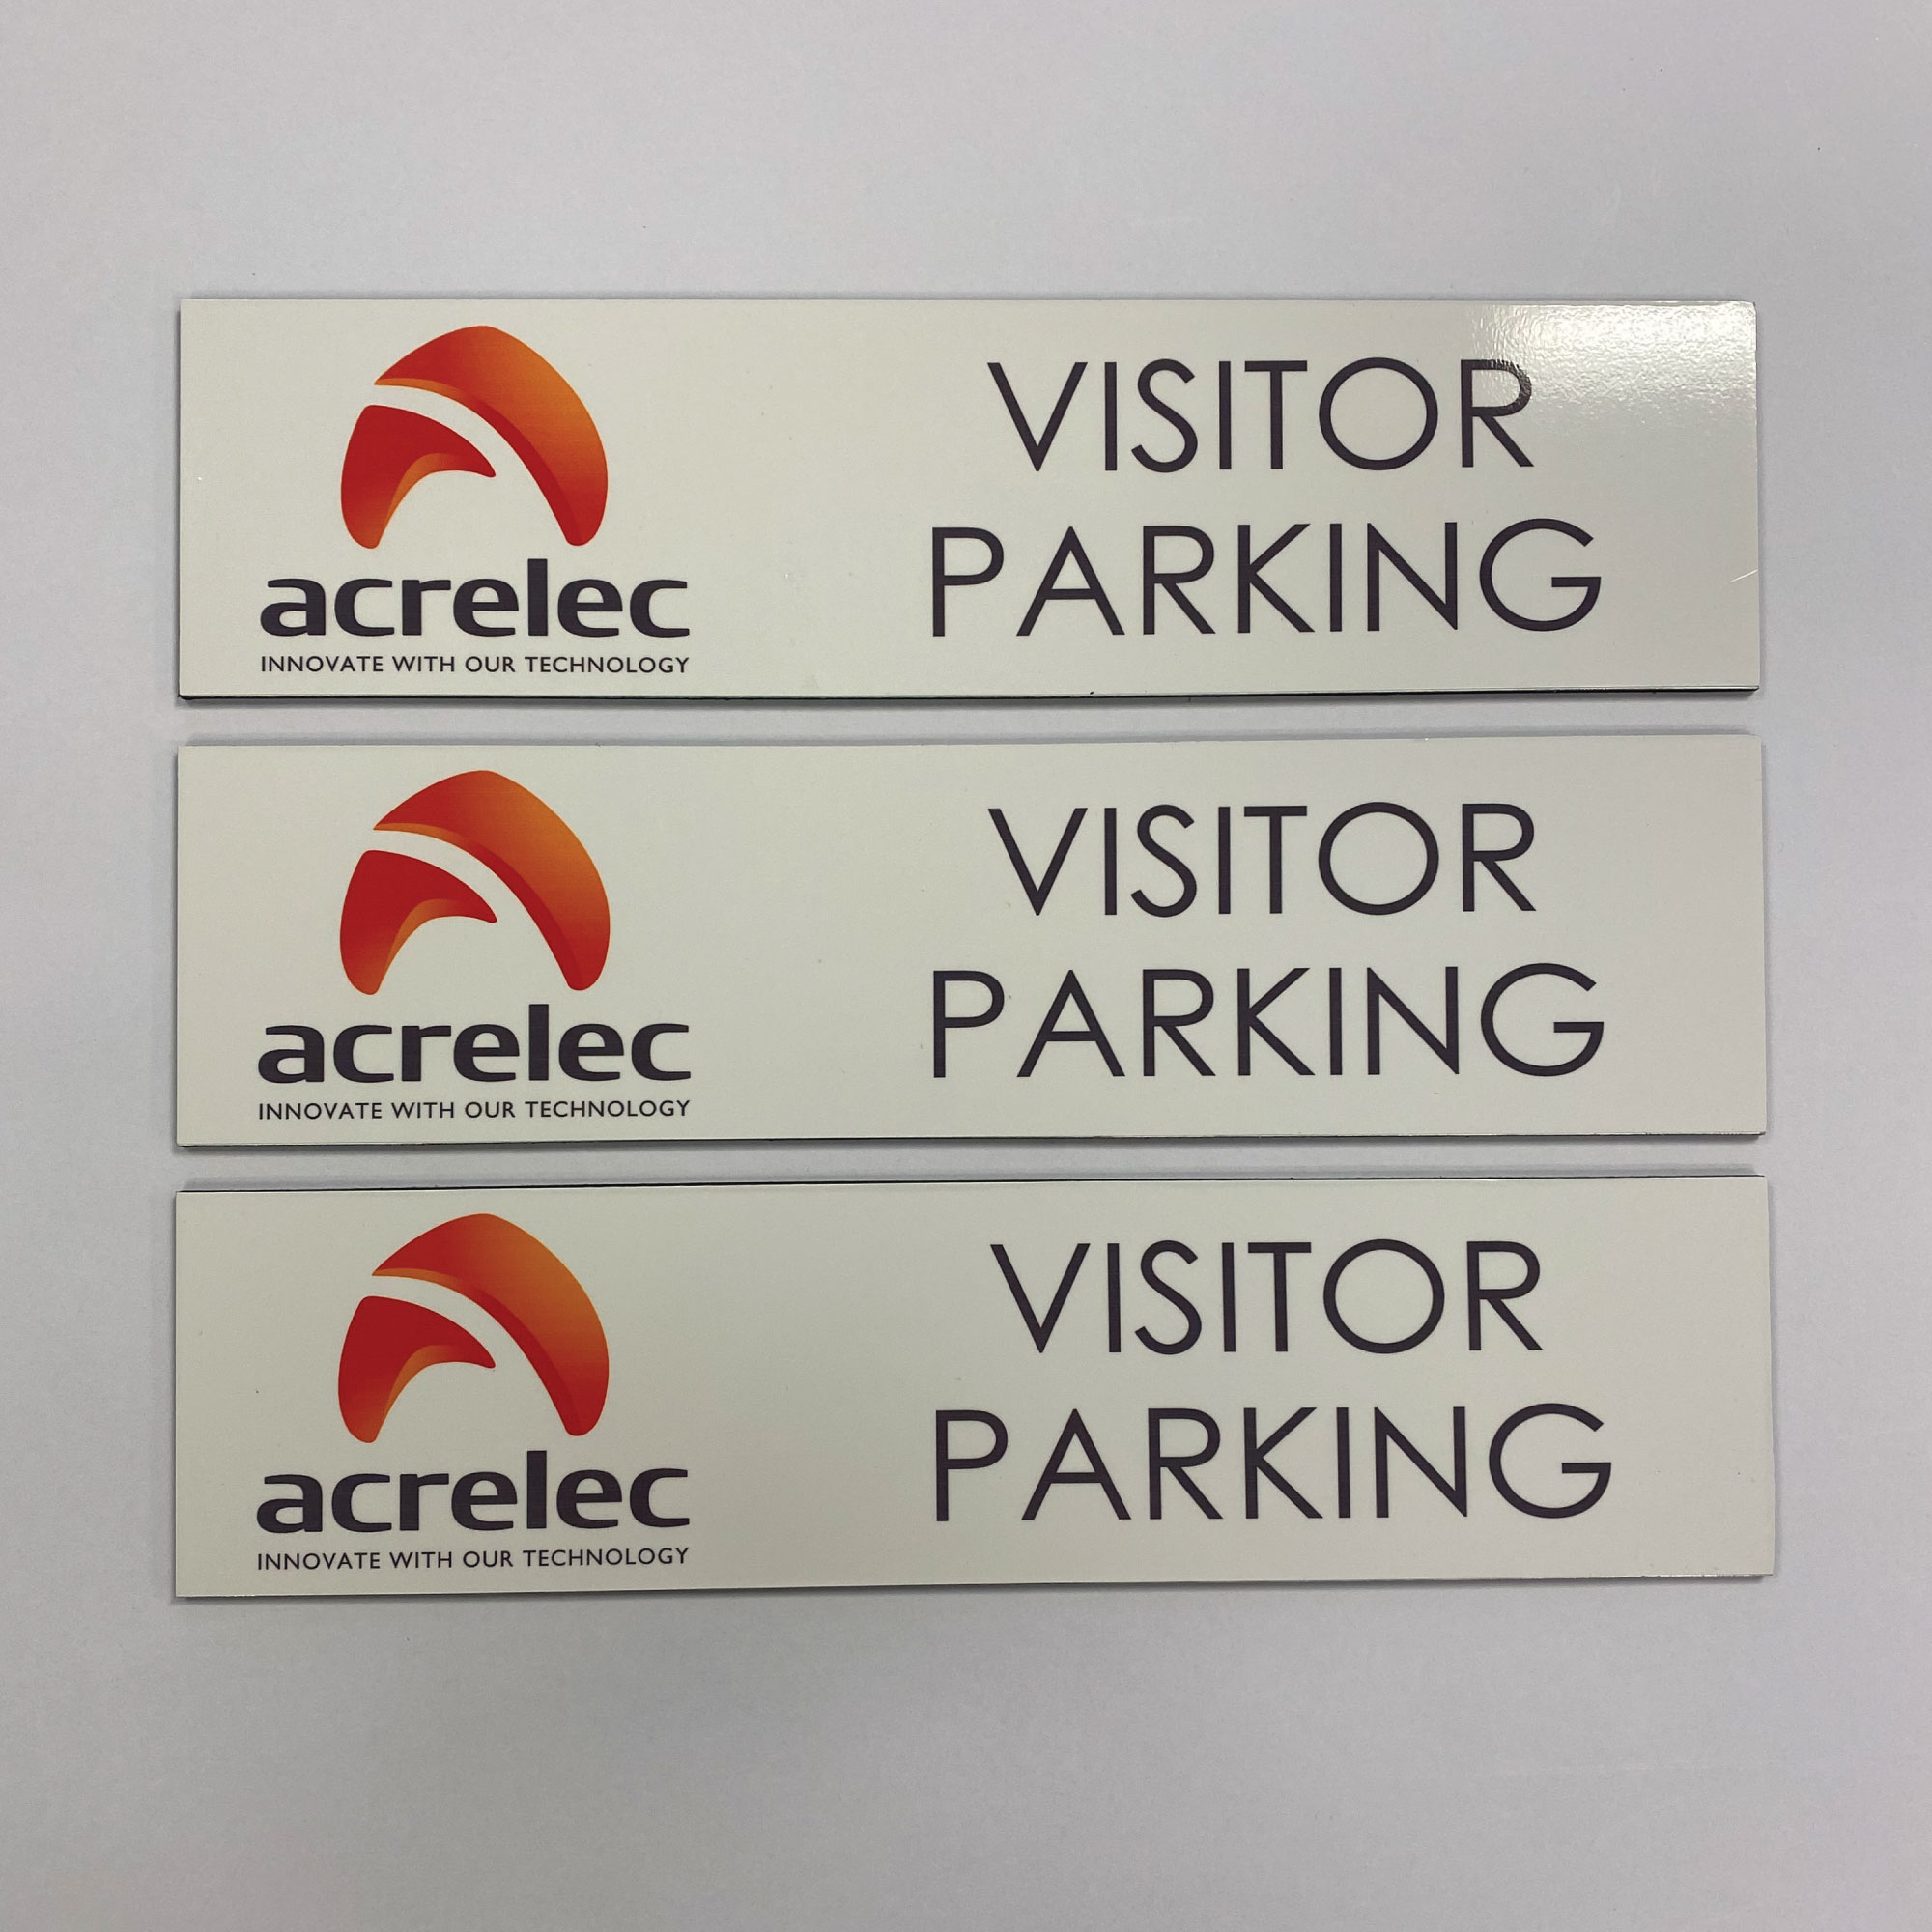 acrelec
INNOVATE WITH OUR TECHNOLOGY
VISITOR
PARKING
acrelec
INNOVATE WITH OUR TECHNOLOGY
VISITOR
PARKING
acrelec
INNOVATE WITH OUR TECHNOLOGY
VISITOR
PARKING